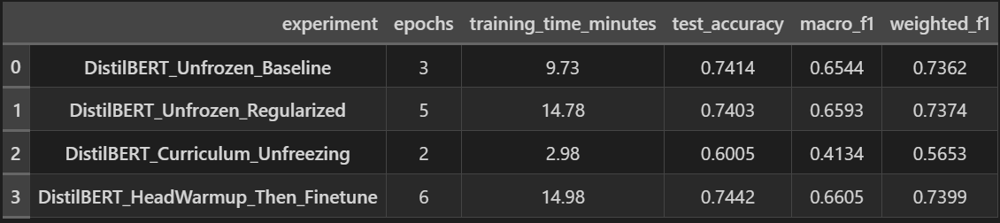 experiment epochs training_time_minutes test_accuracy macro_f1 weighted_f1
0 DistilBERT_Unfrozen_Baseline 3 9.73 0.7414 0.6544 0.7362
1 DistilBERT_Unfrozen_Regularized 5 14.78 0.7403 0.6593 0.7374
2 DistilBERT_Curriculum_Unfreezing 2 2.98 0.6005 0.4134 0.5653
3 DistilBERT_HeadWarmup_Then_Finetune 6 14.98 0.7442 0.6605 0.7399